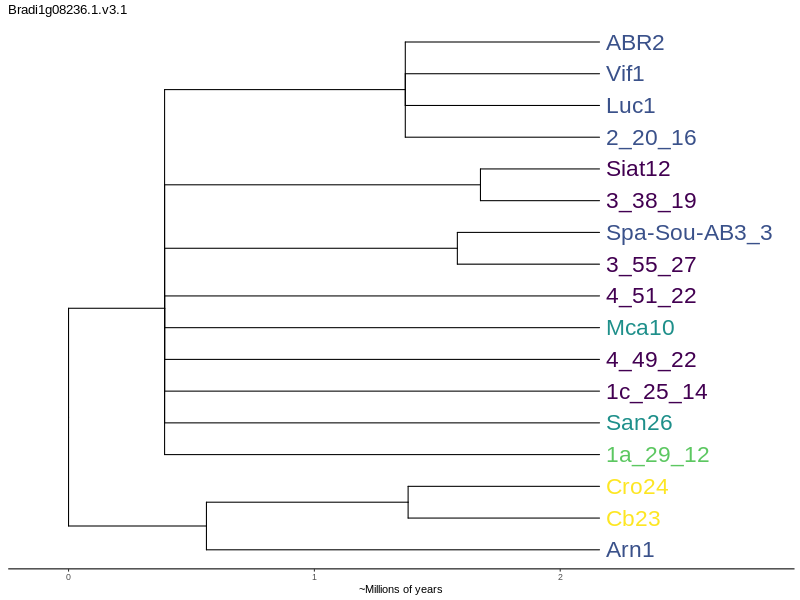 Bradi1g08236.1.v3.1
ABR2
Vif1
Luc1
2_20_16
Siat12
3_38_19
Spa-Sou-AB3_3
3_55_27
4_51_22
Mca10
4_49_22
1c_25_14
San26
1a_29_12
Cro24
Cb23
Arn1
0 1 2
~Millions of years